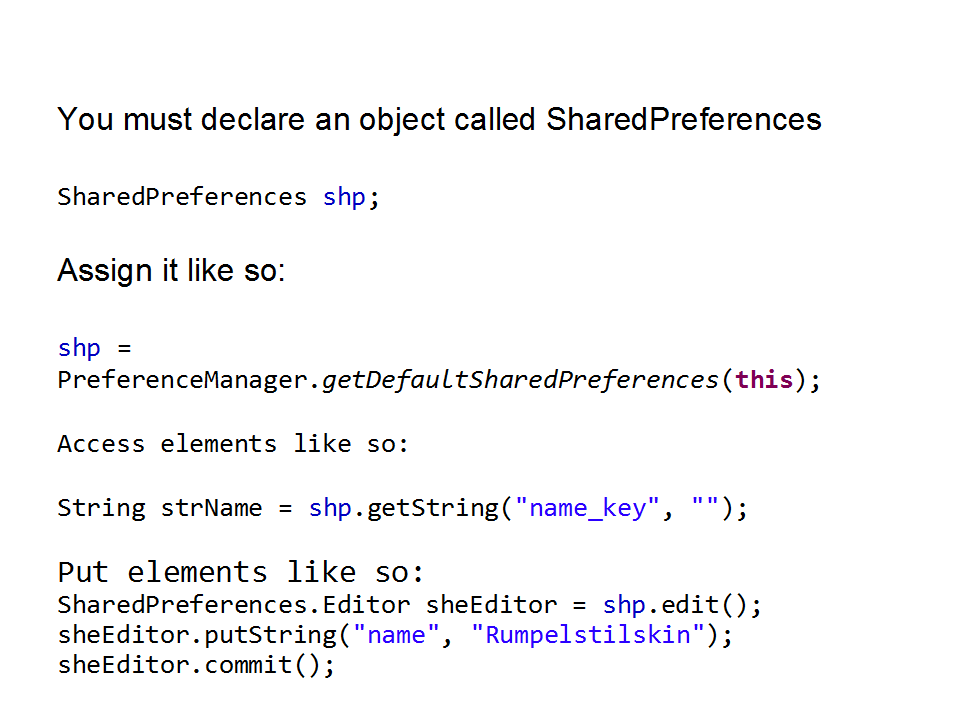 You must declare an object called SharedPreferences
SharedPreferences shp;
Assign it like so:
shp =
PreferenceManager.getDefaultSharedPreferences(this);
Access elements like so:
String strName = shp.getString("name_key", "");
Put elements like so:
SharedPreferences.Editor sheEditor = shp.edit();
sheEditor.putString("name", "Rumpelstilskin");
sheEditor.commit();